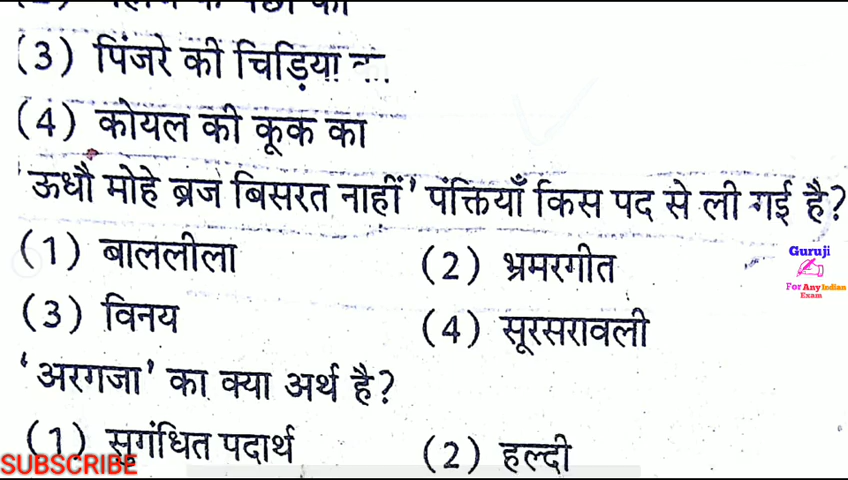 (3) पिंजरे की चिड़िया
(4) कोयल की कूक का
'ऊधौ मोहे ब्रज बिसरत नाहीं' पंक्तियाँ किस पद से ली गई है?
(1) बाललीला (2) भ्रमरगीत
(3) विनय (4) सूरसरावली
'अरगजा' का क्या अर्थ है?
(1) सुगंधित पदार्थ (2) हल्दी
Guruji
For Any Indian
Exam
SUBSCRIBE